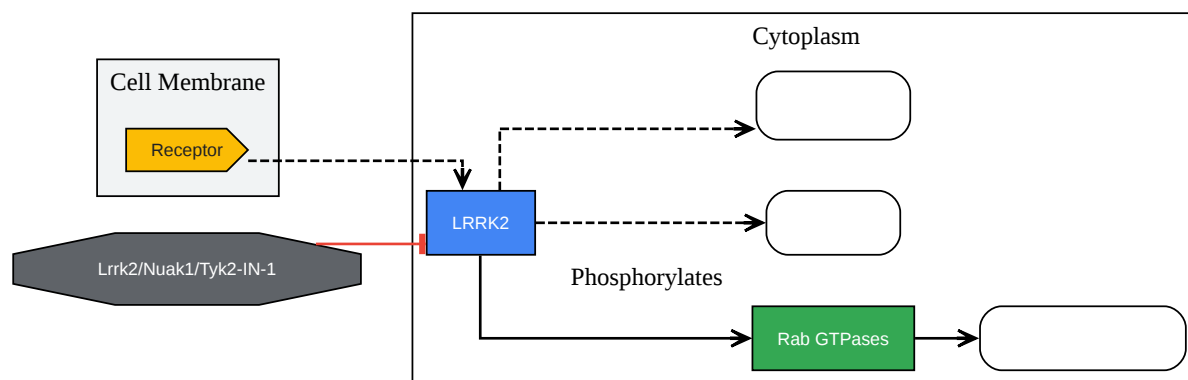 Cytoplasm
Cell Membrane
Receptor
LRRK2
Lrrk2/Nuak1/Tyk2-IN-1
Phosphorylates
Rab GTPases